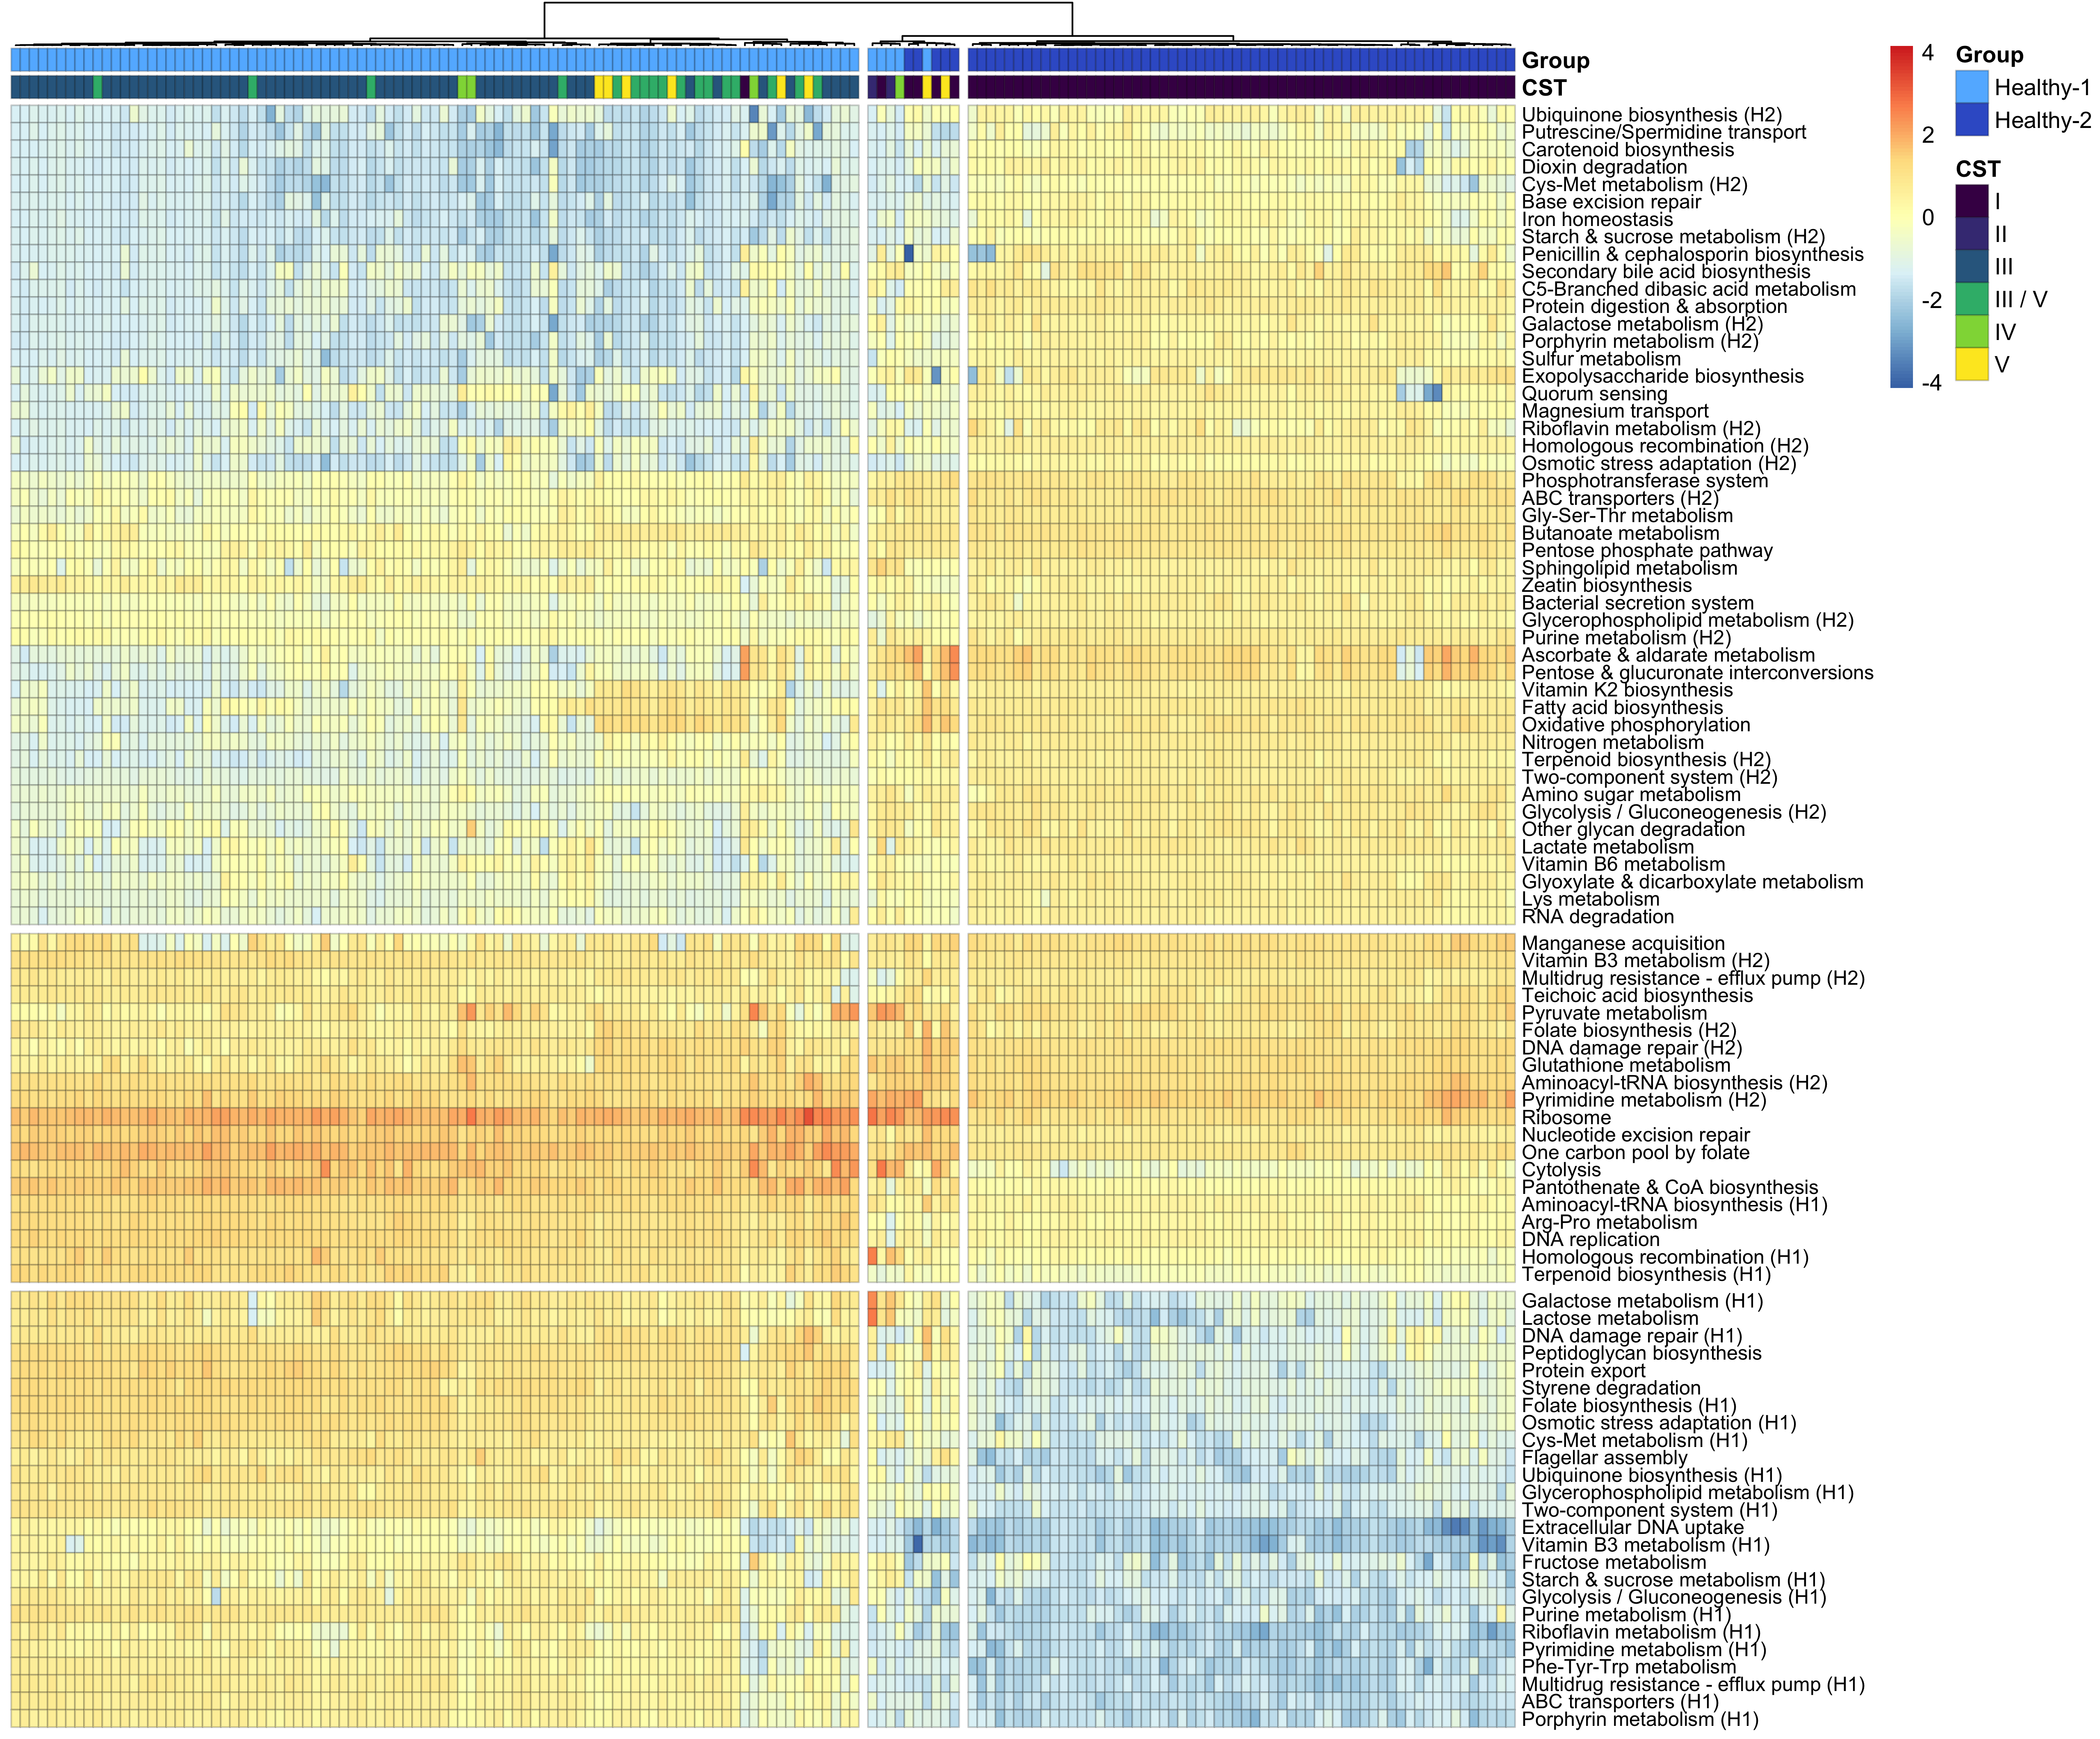 Group
CST
Ubiquinone biosynthesis (H2)
Putrescine/Spermidine transport
Carotenoid biosynthesis
Dioxin degradation
Cys-Met metabolism (H2)
Base excision repair
Iron homeostasis
Starch & sucrose metabolism (H2)
Penicillin & cephalosporin biosynthesis
Secondary bile acid biosynthesis
C5-Branched dibasic acid metabolism
Protein digestion & absorption
Galactose metabolism (H2)
Porphyrin metabolism (H2)
Sulfur metabolism
Exopolysaccharide biosynthesis
Quorum sensing
Magnesium transport
Riboflavin metabolism (H2)
Homologous recombination (H2)
Osmotic stress adaptation (H2)
Phosphotransferase system
ABC transporters (H2)
Gly-Ser-Thr metabolism
Butanoate metabolism
Pentose phosphate pathway
Sphingolipid metabolism
Zeatin biosynthesis
Bacterial secretion system
Glycerophospholipid metabolism (H2)
Purine metabolism (H2)
Ascorbate & aldarate metabolism
Pentose & glucuronate interconversions
Vitamin K2 biosynthesis
Fatty acid biosynthesis
Oxidative phosphorylation
Nitrogen metabolism
Terpenoid biosynthesis (H2)
Two-component system (H2)
Amino sugar metabolism
Glycolysis / Gluconeogenesis (H2)
Other glycan degradation
Lactate metabolism
Vitamin B6 metabolism
Glyoxylate & dicarboxylate metabolism
Lys metabolism
RNA degradation
Manganese acquisition
Vitamin B3 metabolism (H2)
Multidrug resistance - efflux pump (H2)
Teichoic acid biosynthesis
Pyruvate metabolism
Folate biosynthesis (H2)
DNA damage repair (H2)
Glutathione metabolism
Aminoacyl-tRNA biosynthesis (H2)
Pyrimidine metabolism (H2)
Ribosome
Nucleotide excision repair
One carbon pool by folate
Cytolysis
Pantothenate & CoA biosynthesis
Aminoacyl-tRNA biosynthesis (H1)
Arg-Pro metabolism
DNA replication
Homologous recombination (H1)
Terpenoid biosynthesis (H1)
Galactose metabolism (H1)
Lactose metabolism
DNA damage repair (H1)
Peptidoglycan biosynthesis
Protein export
Styrene degradation
Folate biosynthesis (H1)
Osmotic stress adaptation (H1)
Cys-Met metabolism (H1)
Flagellar assembly
Ubiquinone biosynthesis (H1)
Glycerophospholipid metabolism (H1)
Two-component system (H1)
Extracellular DNA uptake
Vitamin B3 metabolism (H1)
Fructose metabolism
Starch & sucrose metabolism (H1)
Glycolysis / Gluconeogenesis (H1)
Purine metabolism (H1)
Riboflavin metabolism (H1)
Pyrimidine metabolism (H1)
Phe-Tyr-Trp metabolism
Multidrug resistance - efflux pump (H1)
ABC transporters (H1)
Porphyrin metabolism (H1)
4
2
0
-2
-4
Group
Healthy-1
Healthy-2
CST
I
II
III
III / V
IV
V